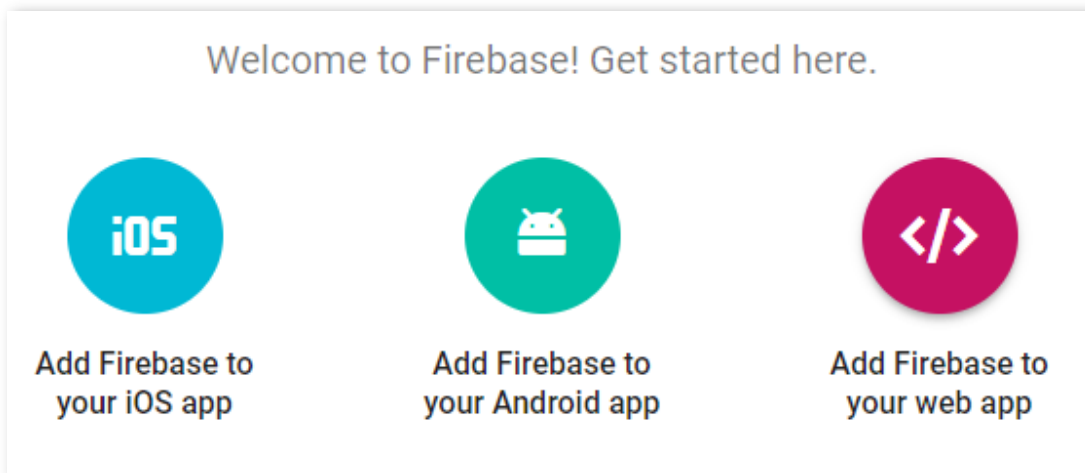 Welcome to Firebase! Get started here.
iOS
</>
Add Firebase to
your iOS app
Add Firebase to
your Android app
Add Firebase to
your web app